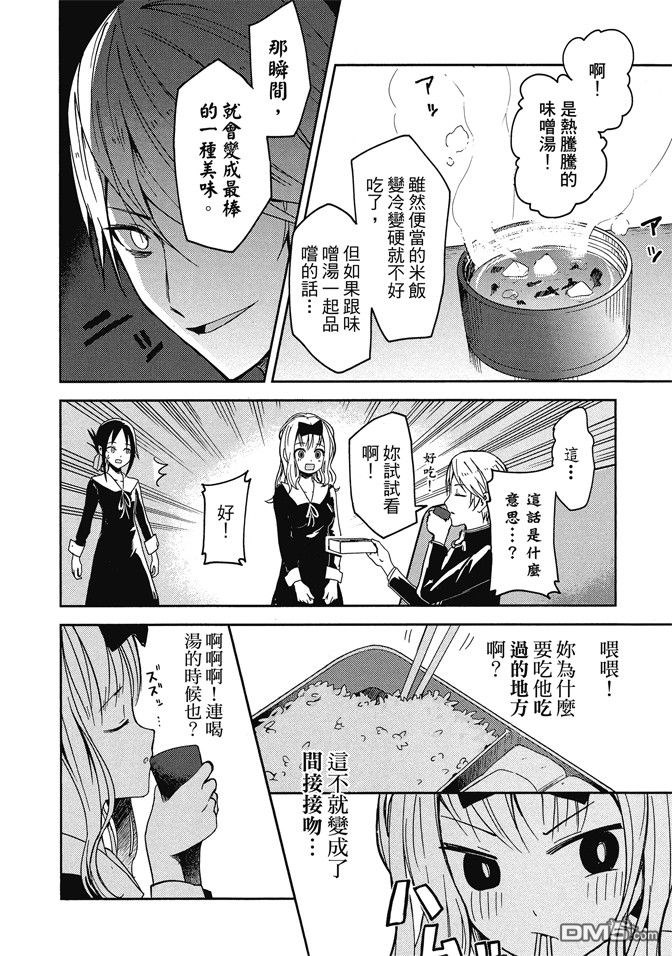 啊！
是熱騰騰的
味噌湯！
アッ
アッ
雖然便當的米飯
變冷變硬就不好
吃了，
但如果跟味
噌湯一起品
嚐的話…
那瞬間，
就會變成最棒
的一種美味。
這…
這話是什麼
意思…？
好吃！
妳試試看
啊！
好！
喂喂！
妳為什麼
要吃他吃
過的地方
啊？
這不就變成了
間接接吻…
啊啊啊！連喝
湯的時候也？
ズズッ…
DM5.com